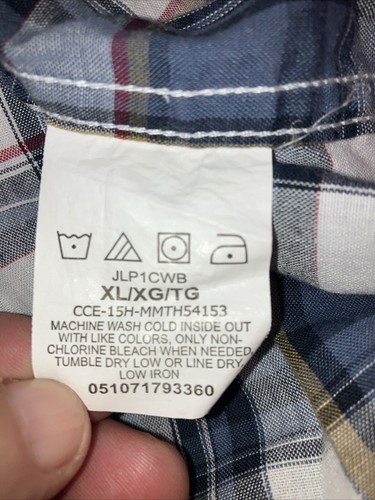 JLP1CWB
XL/XG/TG
CCE-15H-MMTH54153
MACHINE WASH COLD INSIDE OUT
WITH LIKE COLORS, ONLY NON-
CHLORINE BLEACH WHEN NEEDED,
TUMBLE DRY LOW OR LINE DRY,
LOW IRON
051071793360